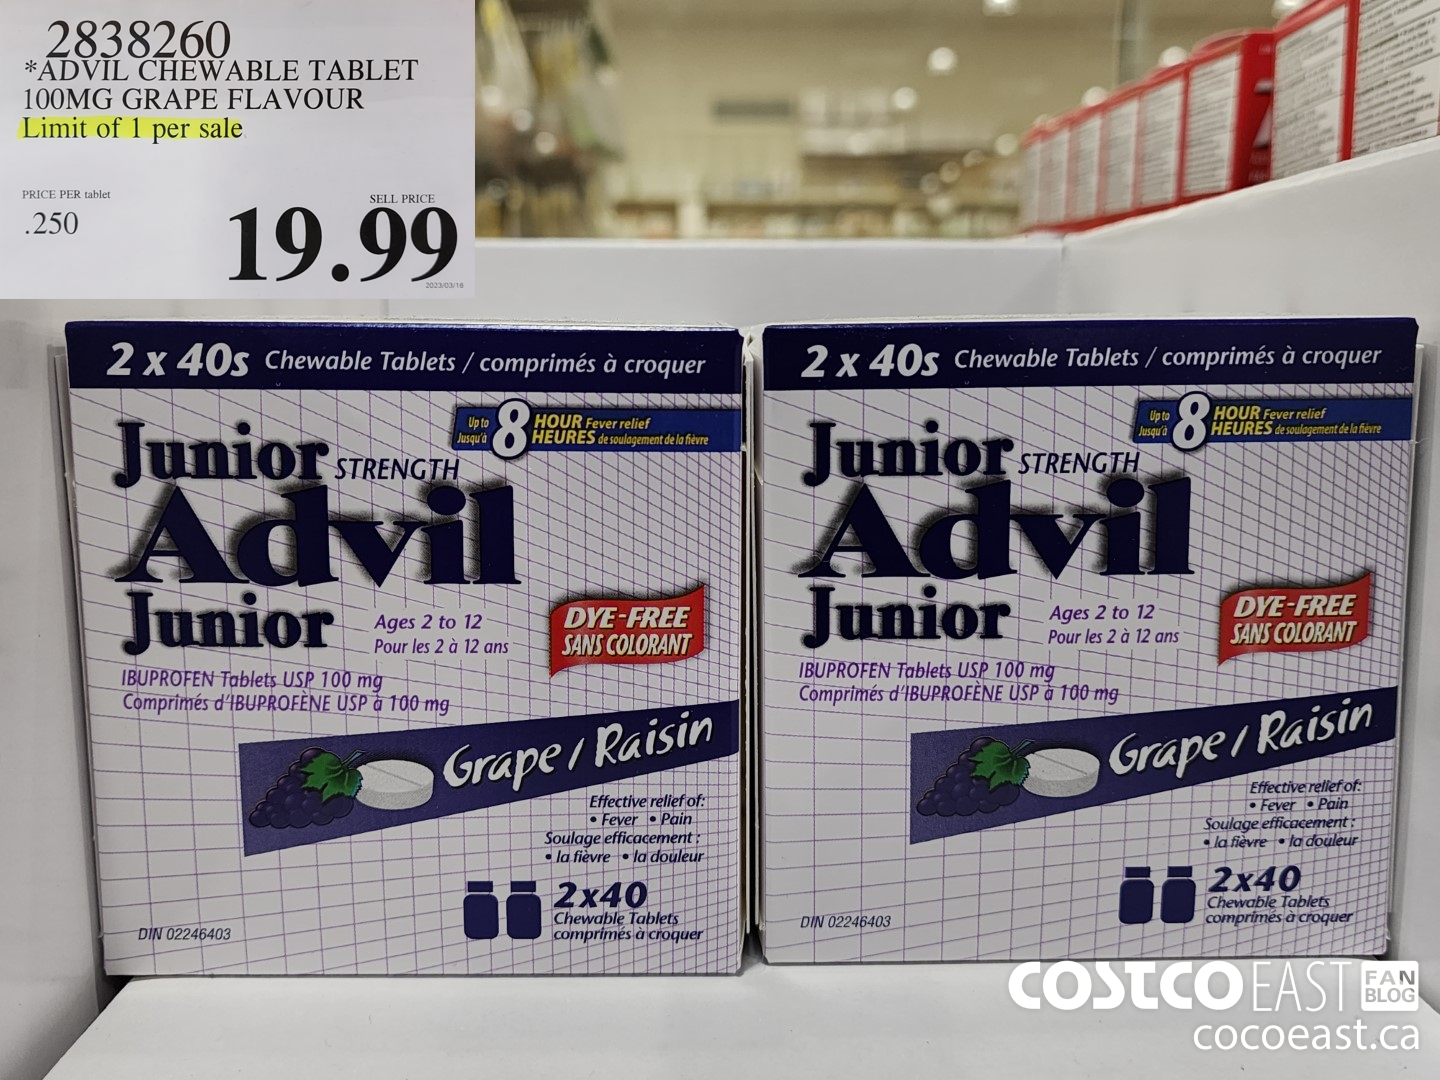 2838260
*ADVIL CHEWABLE TABLET
100MG GRAPE FLAVOUR
Limit of 1 per sale
PRICE PER tablet
.250
SELL PRICE
19.99
2023/03/16
2 x 40s Chewable Tablets / comprimés à croquer
Up to 8 HOUR Fever relief
Jusqu'à HEURES de soulagement de la fièvre
Junior STRENGTH
Advil
Junior
Ages 2 to 12
Pour les 2 à 12 ans
DYE-FREE
SANS COLORANT
IBUPROFEN Tablets USP 100 mg
Comprimés d'IBUPROFÈNE USP à 100 mg
Grape / Raisin
Effective relief of:
• Fever • Pain
Soulage efficacement :
• la fièvre • la douleur
2x40
Chewable Tablets
comprimés à croquer
DIN 02246403
2 x 40s Chewable Tablets / comprimés à croquer
Up to 8 HOUR Fever relief
Jusqu'à HEURES de soulagement de la fièvre
Junior STRENGTH
Advil
Junior
Ages 2 to 12
Pour les 2 à 12 ans
DYE-FREE
SANS COLORANT
IBUPROFEN Tablets USP 100 mg
Comprimés d'IBUPROFÈNE USP à 100 mg
Grape / Raisin
Effective relief of:
• Fever • Pain
Soulage efficacement :
• la fièvre • la douleur
2x40
Chewable Tablets
comprimés à croquer
DIN 02246403
COSTCO EAST FAN BLOG
cocoeast.ca